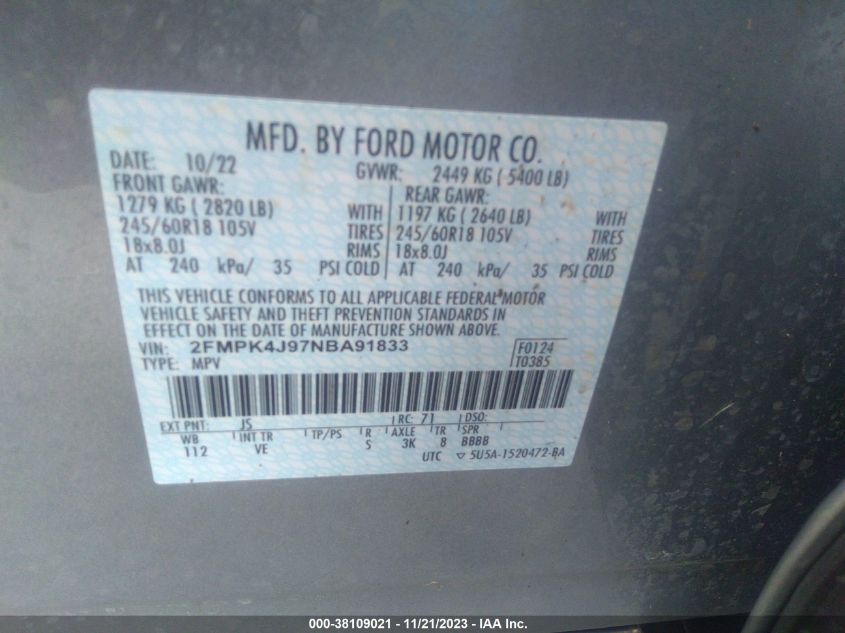 MFD. BY FORD MOTOR CO.
DATE: 10/22 GVWR: 2449 KG ( 5400 LB)
FRONT GAWR: REAR GAWR:
1279 KG ( 2820 LB) WITH 1197 KG ( 2640 LB) WITH
245/60R18 105V TIRES 245/60R18 105V TIRES
18x8.0J RIMS 18x8.0J RIMS
AT 240 kPa/ 35 PSI COLD AT 240 kPa/ 35 PSI COLD
THIS VEHICLE CONFORMS TO ALL APPLICABLE FEDERAL MOTOR
VEHICLE SAFETY AND THEFT PREVENTION STANDARDS IN
EFFECT ON THE DATE OF MANUFACTURE SHOWN ABOVE.
VIN: 2FMPK4J97NBA91833 F0124
TYPE: MPV T0385
EXT PNT: JS RC: 71 DSO:
WB INT TR TP/PS R AXLE TR SPR
112 VE S 3K 8 BBBB
UTC ▽ 5U5A-1520472-BA
000-38109021 - 11/21/2023 - IAA Inc.